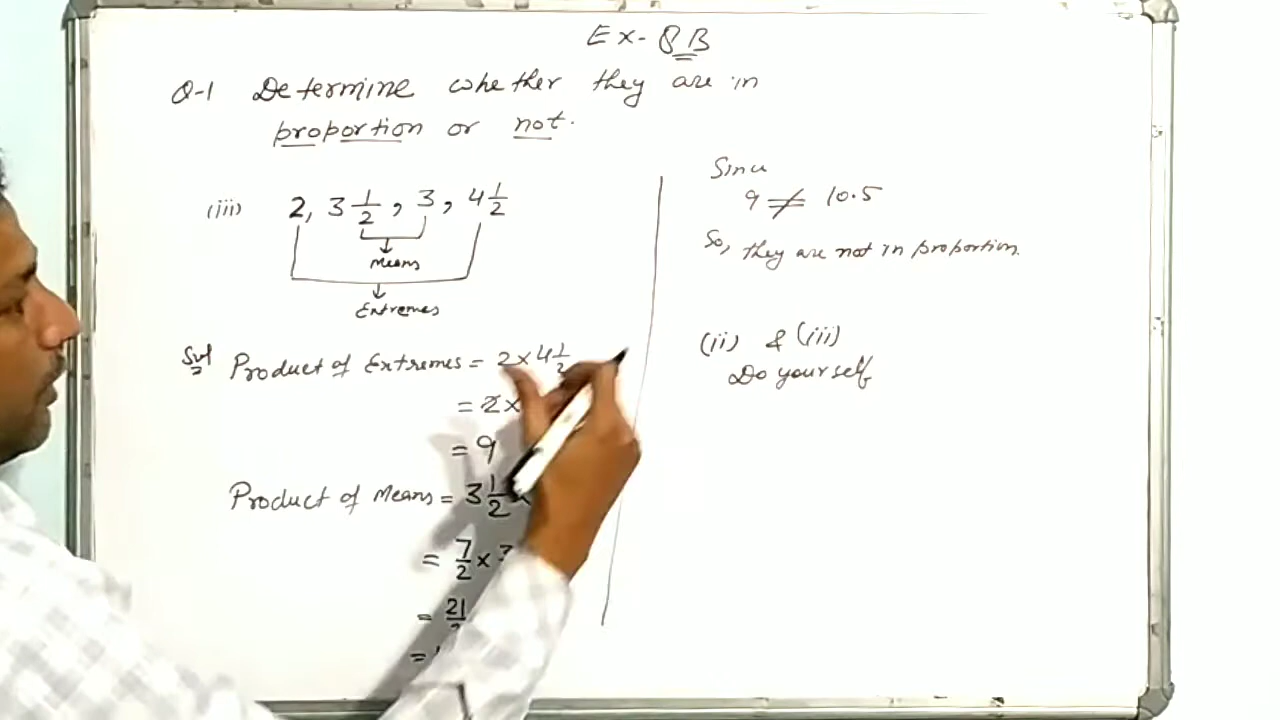 Ex- 8B
Q-1 Determine whether they are in
proportion or not.
(iii) 2, 3 1/2, 3, 4 1/2
Means
Extremes
Sol Product of Extremes = 2 × 4 1/2
= 2 ×
= 9
Product of Means = 3 1/2 ×
= 7/2 × 3
= 21/2
=
Since
9 ≠ 10.5
So, they are not in proportion.
(ii) & (iii)
Do yourself